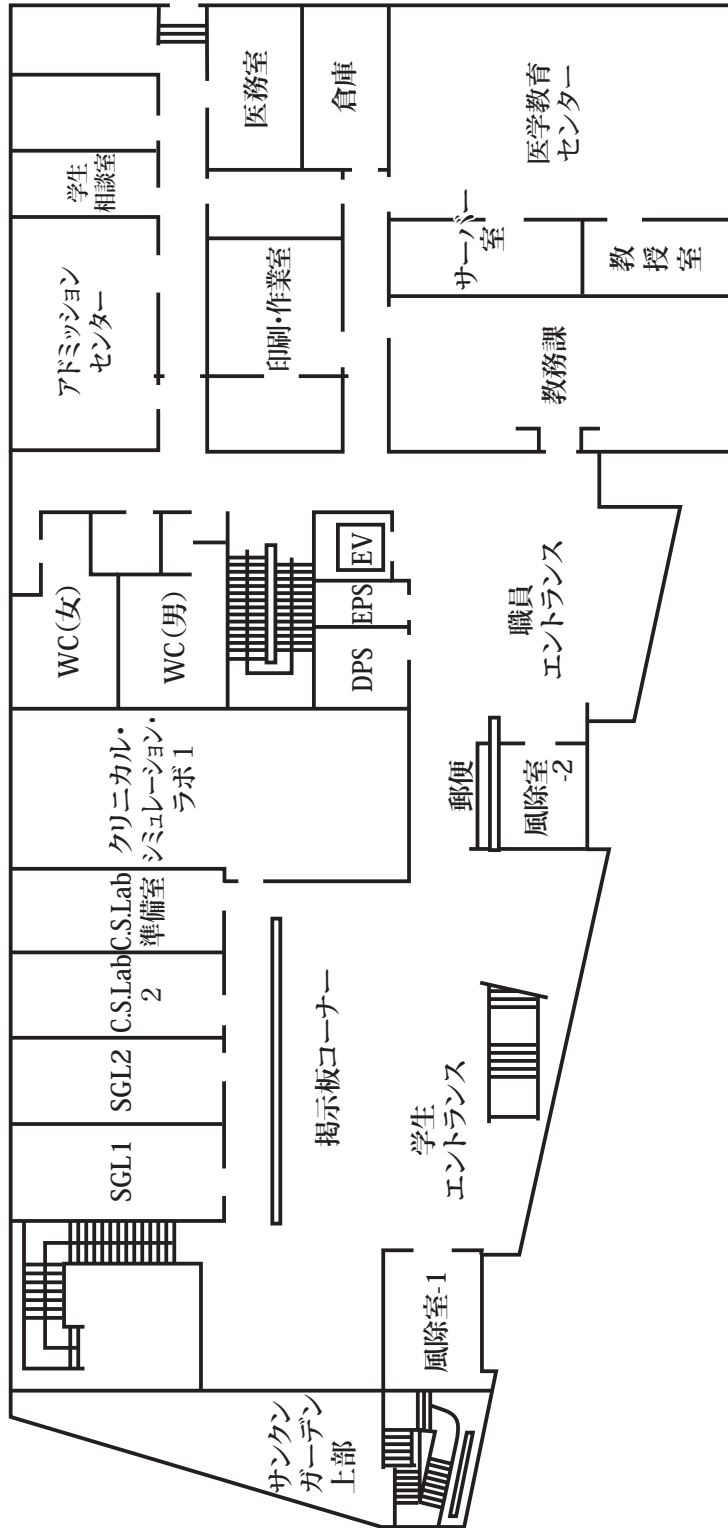 サンクン
ガーデン
上部
風除室-1
SGL1
SGL2
C.S.Lab
2
C.S.Lab
準備室
クリニカル・
シミュレーション・
ラボ1
掲示板コーナー
学生
エントランス
郵便
風除室
-2
WC(女)
WC(男)
DPS
EPS
EV
職員
エントランス
アドミッション
センター
学生
相談室
印刷・作業室
医務室
倉庫
教務課
サーバー
室
教授
室
医学教育
センター